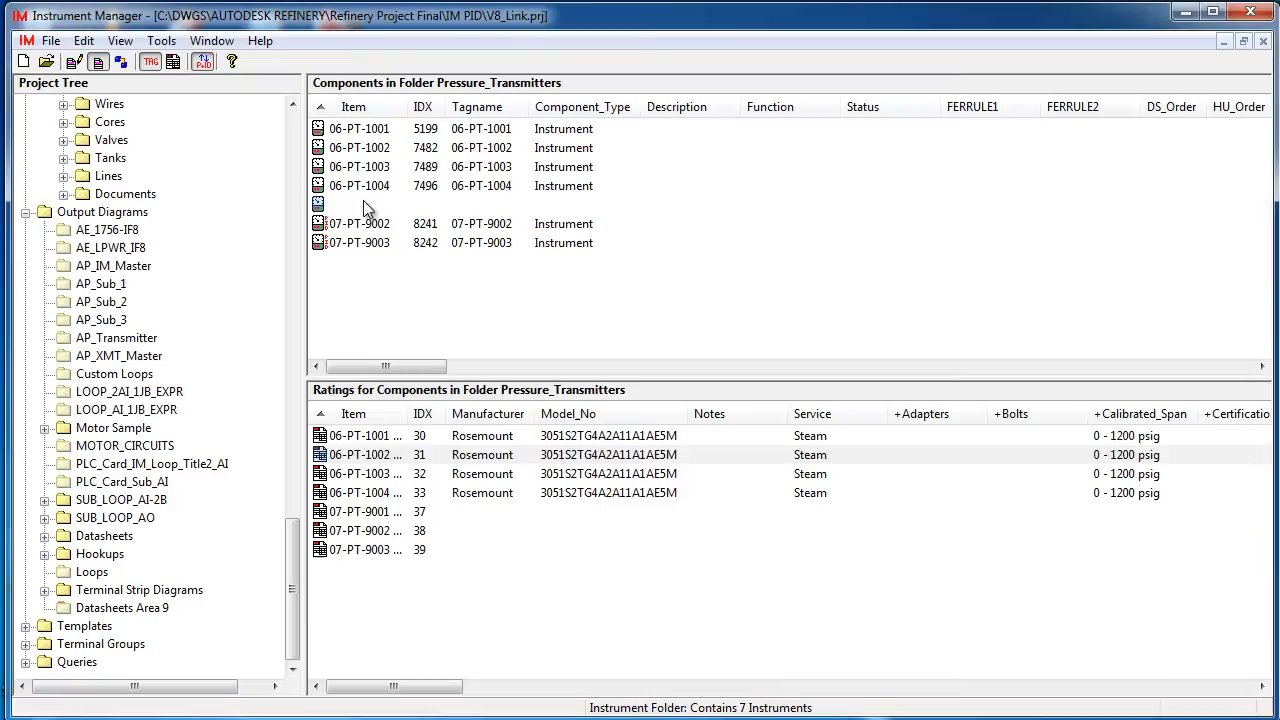 Instrument Manager - [C:\DWGS\AUTODESK REFINERY\Refinery Project Final\IM PID\V8_Link.prj]
IM File Edit View Tools Window Help
TAG P&ID ?
Project Tree
Wires
Cores
Valves
Tanks
Lines
Documents
Output Diagrams
AE_1756-IF8
AE_LPWR_IF8
AP_IM_Master
AP_Sub_1
AP_Sub_2
AP_Sub_3
AP_Transmitter
AP_XMT_Master
Custom Loops
LOOP_2AI_1JB_EXPR
LOOP_AI_1JB_EXPR
Motor Sample
MOTOR_CIRCUITS
PLC_Card_IM_Loop_Title2_AI
PLC_Card_Sub_AI
SUB_LOOP_AI-2B
SUB_LOOP_AO
Datasheets
Hookups
Loops
Terminal Strip Diagrams
Datasheets Area 9
Templates
Terminal Groups
Queries
Components in Folder Pressure_Transmitters
Item IDX Tagname Component_Type Description Function Status FERRULE1 FERRULE2 DS_Order HU_Order
06-PT-1001 5199 06-PT-1001 Instrument
06-PT-1002 7482 06-PT-1002 Instrument
06-PT-1003 7489 06-PT-1003 Instrument
06-PT-1004 7496 06-PT-1004 Instrument
07-PT-9002 8241 07-PT-9002 Instrument
07-PT-9003 8242 07-PT-9003 Instrument
Ratings for Components in Folder Pressure_Transmitters
Item IDX Manufacturer Model_No Notes Service +Adapters +Bolts +Calibrated_Span +Certificatio
06-PT-1001 ... 30 Rosemount 3051S2TG4A2A11A1AE5M Steam 0 - 1200 psig
06-PT-1002 ... 31 Rosemount 3051S2TG4A2A11A1AE5M Steam 0 - 1200 psig
06-PT-1003 ... 32 Rosemount 3051S2TG4A2A11A1AE5M Steam 0 - 1200 psig
06-PT-1004 ... 33 Rosemount 3051S2TG4A2A11A1AE5M Steam 0 - 1200 psig
07-PT-9001 ... 37
07-PT-9002 ... 38
07-PT-9003 ... 39
Instrument Folder: Contains 7 Instruments